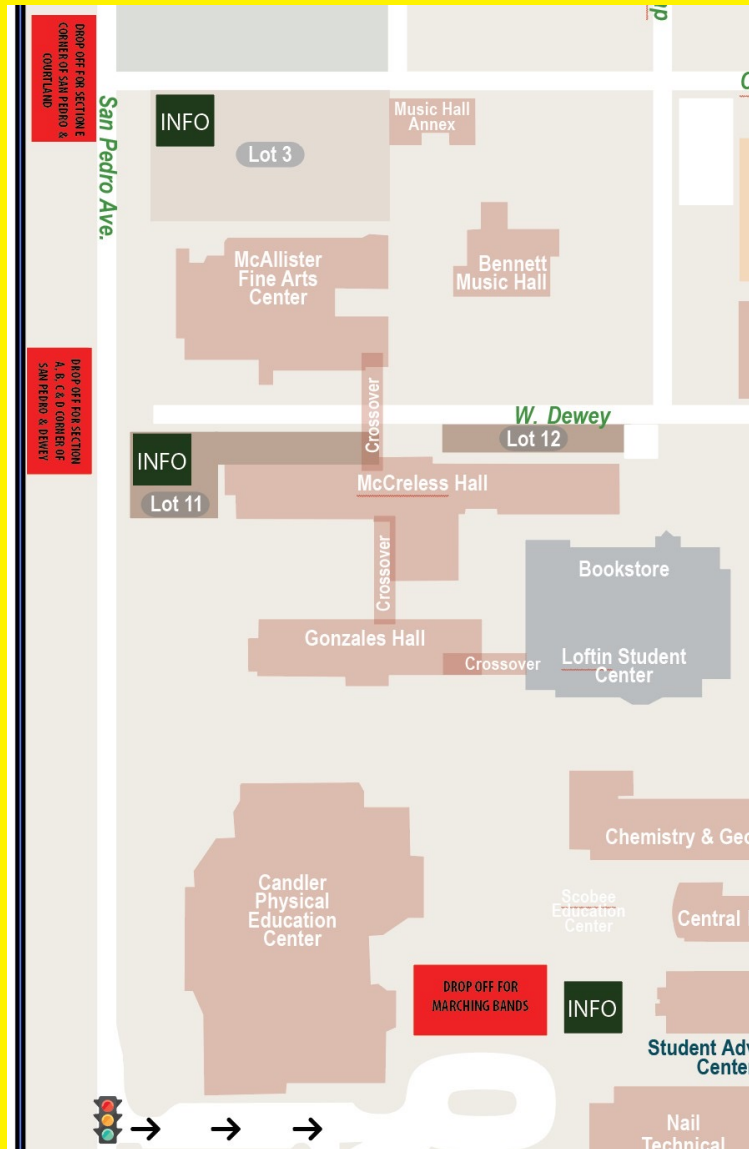 DROP OFF FOR SECTION E
CORNER OF SAN PEDRO &
COURTLAND
San Pedro Ave.
INFO
Lot 3
Music Hall
Annex
McAllister
Fine Arts
Center
Bennett
Music Hall
DROP OFF FOR SECTION
A, B, C & D CORNER OF
SAN PEDRO & DEWEY
Crossover
W. Dewey
Lot 12
INFO
Lot 11
McCreless Hall
Crossover
Bookstore
Gonzales Hall
Crossover
Loftin Student
Center
Chemistry & Geo
Candler
Physical
Education
Center
Scobee
Education
Center
Central
DROP OFF FOR
MARCHING BANDS
INFO
Student Adv
Cente
Nail
Technical